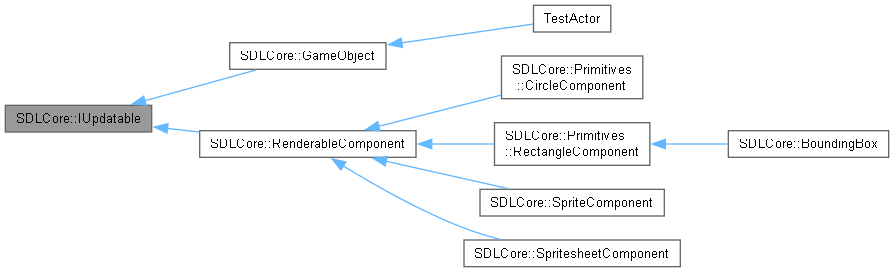 TestActor
SDLCore::GameObject
SDLCore::Primitives
::CircleComponent
SDLCore::IUpdatable
SDLCore::RenderableComponent
SDLCore::Primitives
::RectangleComponent
SDLCore::BoundingBox
SDLCore::SpriteComponent
SDLCore::SpritesheetComponent